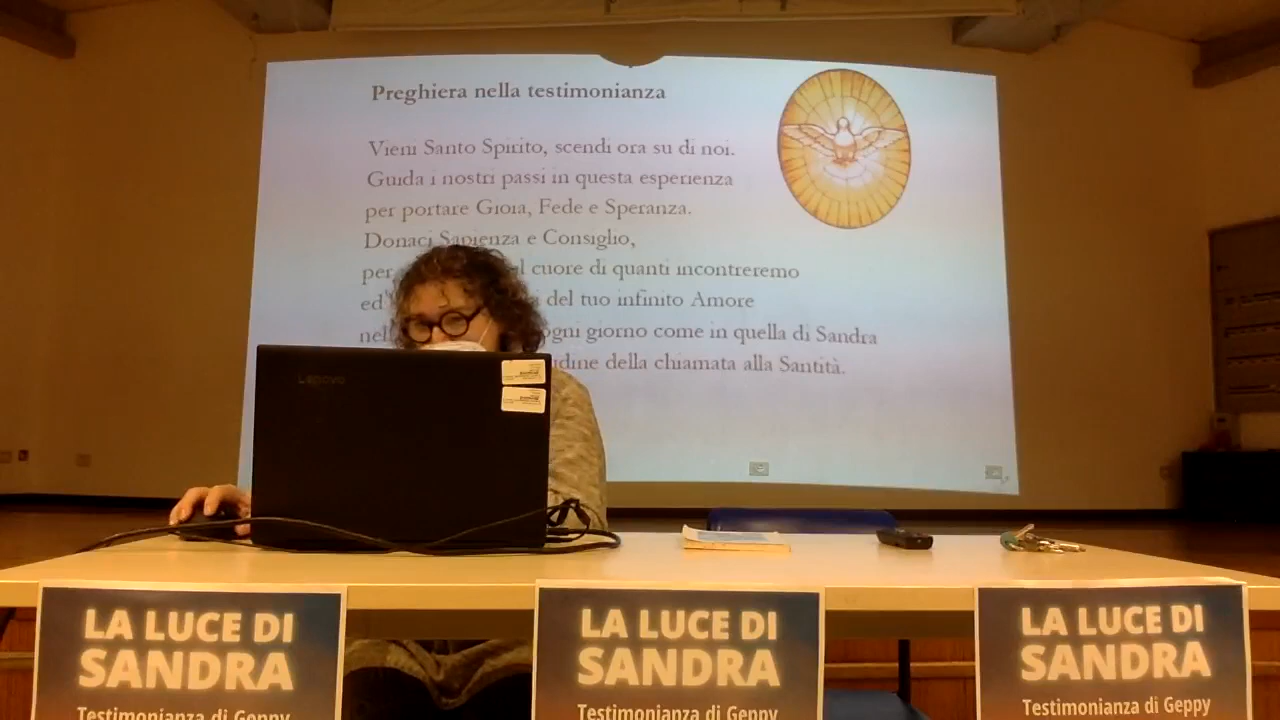 Preghiera nella testimonianza
Vieni Santo Spirito, scendi ora su di noi.
Guida i nostri passi in questa esperienza
per portare Gioia, Fede e Speranza.
Donaci Sapienza e Consiglio,
per cuore di quanti incontreremo
ed del tuo infinito Amore
ogni giorno come in quella di Sandra
della chiamata alla Santità.
Lenovo
LA LUCE DI
SANDRA
Testimonianza di Geppy
LA LUCE DI
SANDRA
Testimonianza di Geppy
LA LUCE DI
SANDRA
Testimonianza di Geppy